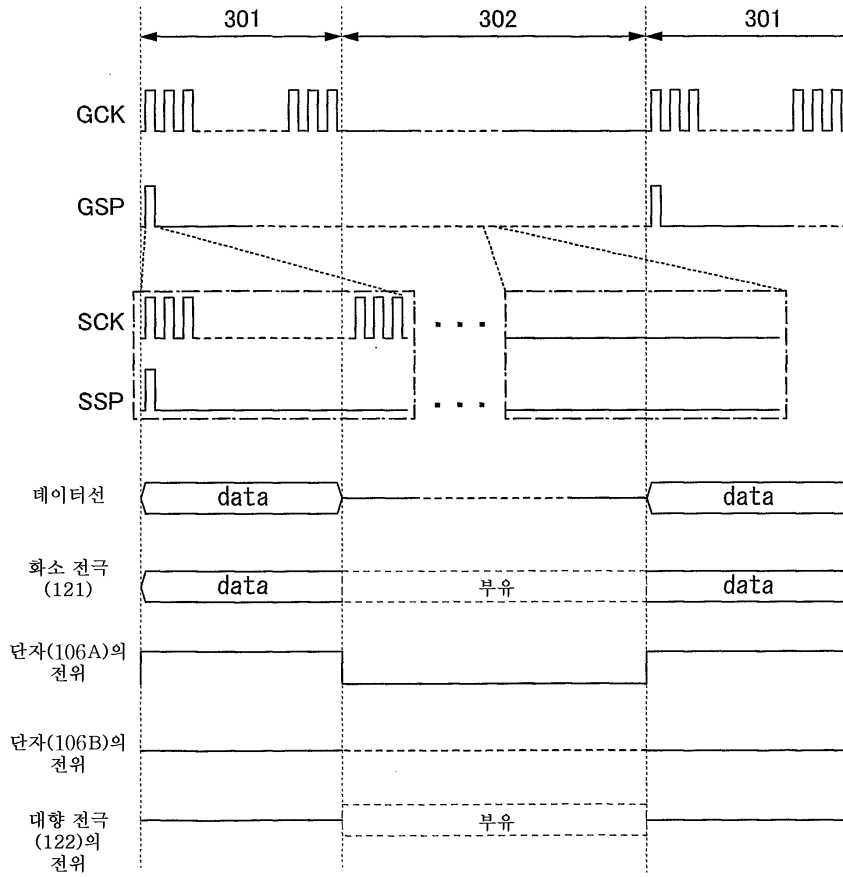 301 302 301
GCK
GSP
SCK
. . .
SSP
. . .
데이터선 data data
화소 전극
(121)
data 부유 data
단자(106A)의
전위
단자(106B)의
전위
대향 전극
(122)의
전위
부유